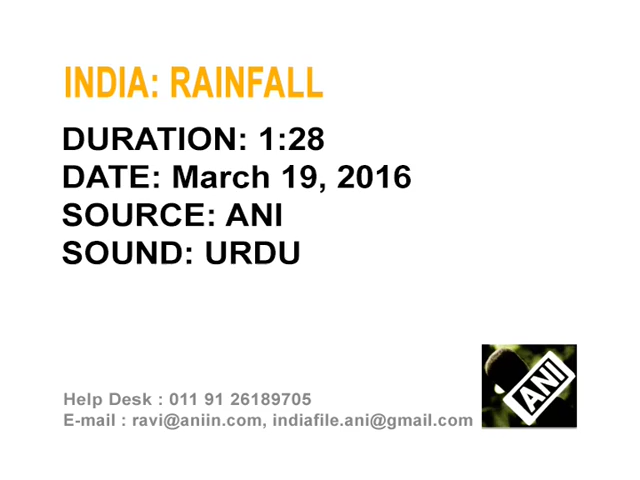 INDIA: RAINFALL
DURATION: 1:28
DATE: March 19, 2016
SOURCE: ANI
SOUND: URDU
Help Desk : 011 91 26189705
E-mail : ravi@aniin.com, indiafile.ani@gmail.com
ANI